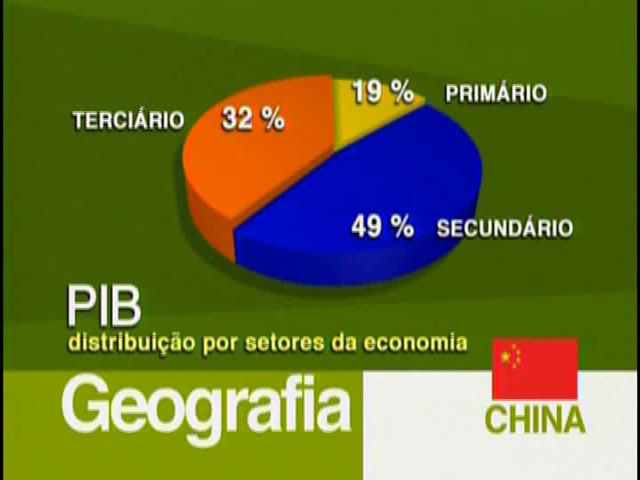 19 % PRIMÁRIO
TERCIÁRIO 32 %
49 % SECUNDÁRIO
PIB
distribuição por setores da economia
Geografia
CHINA